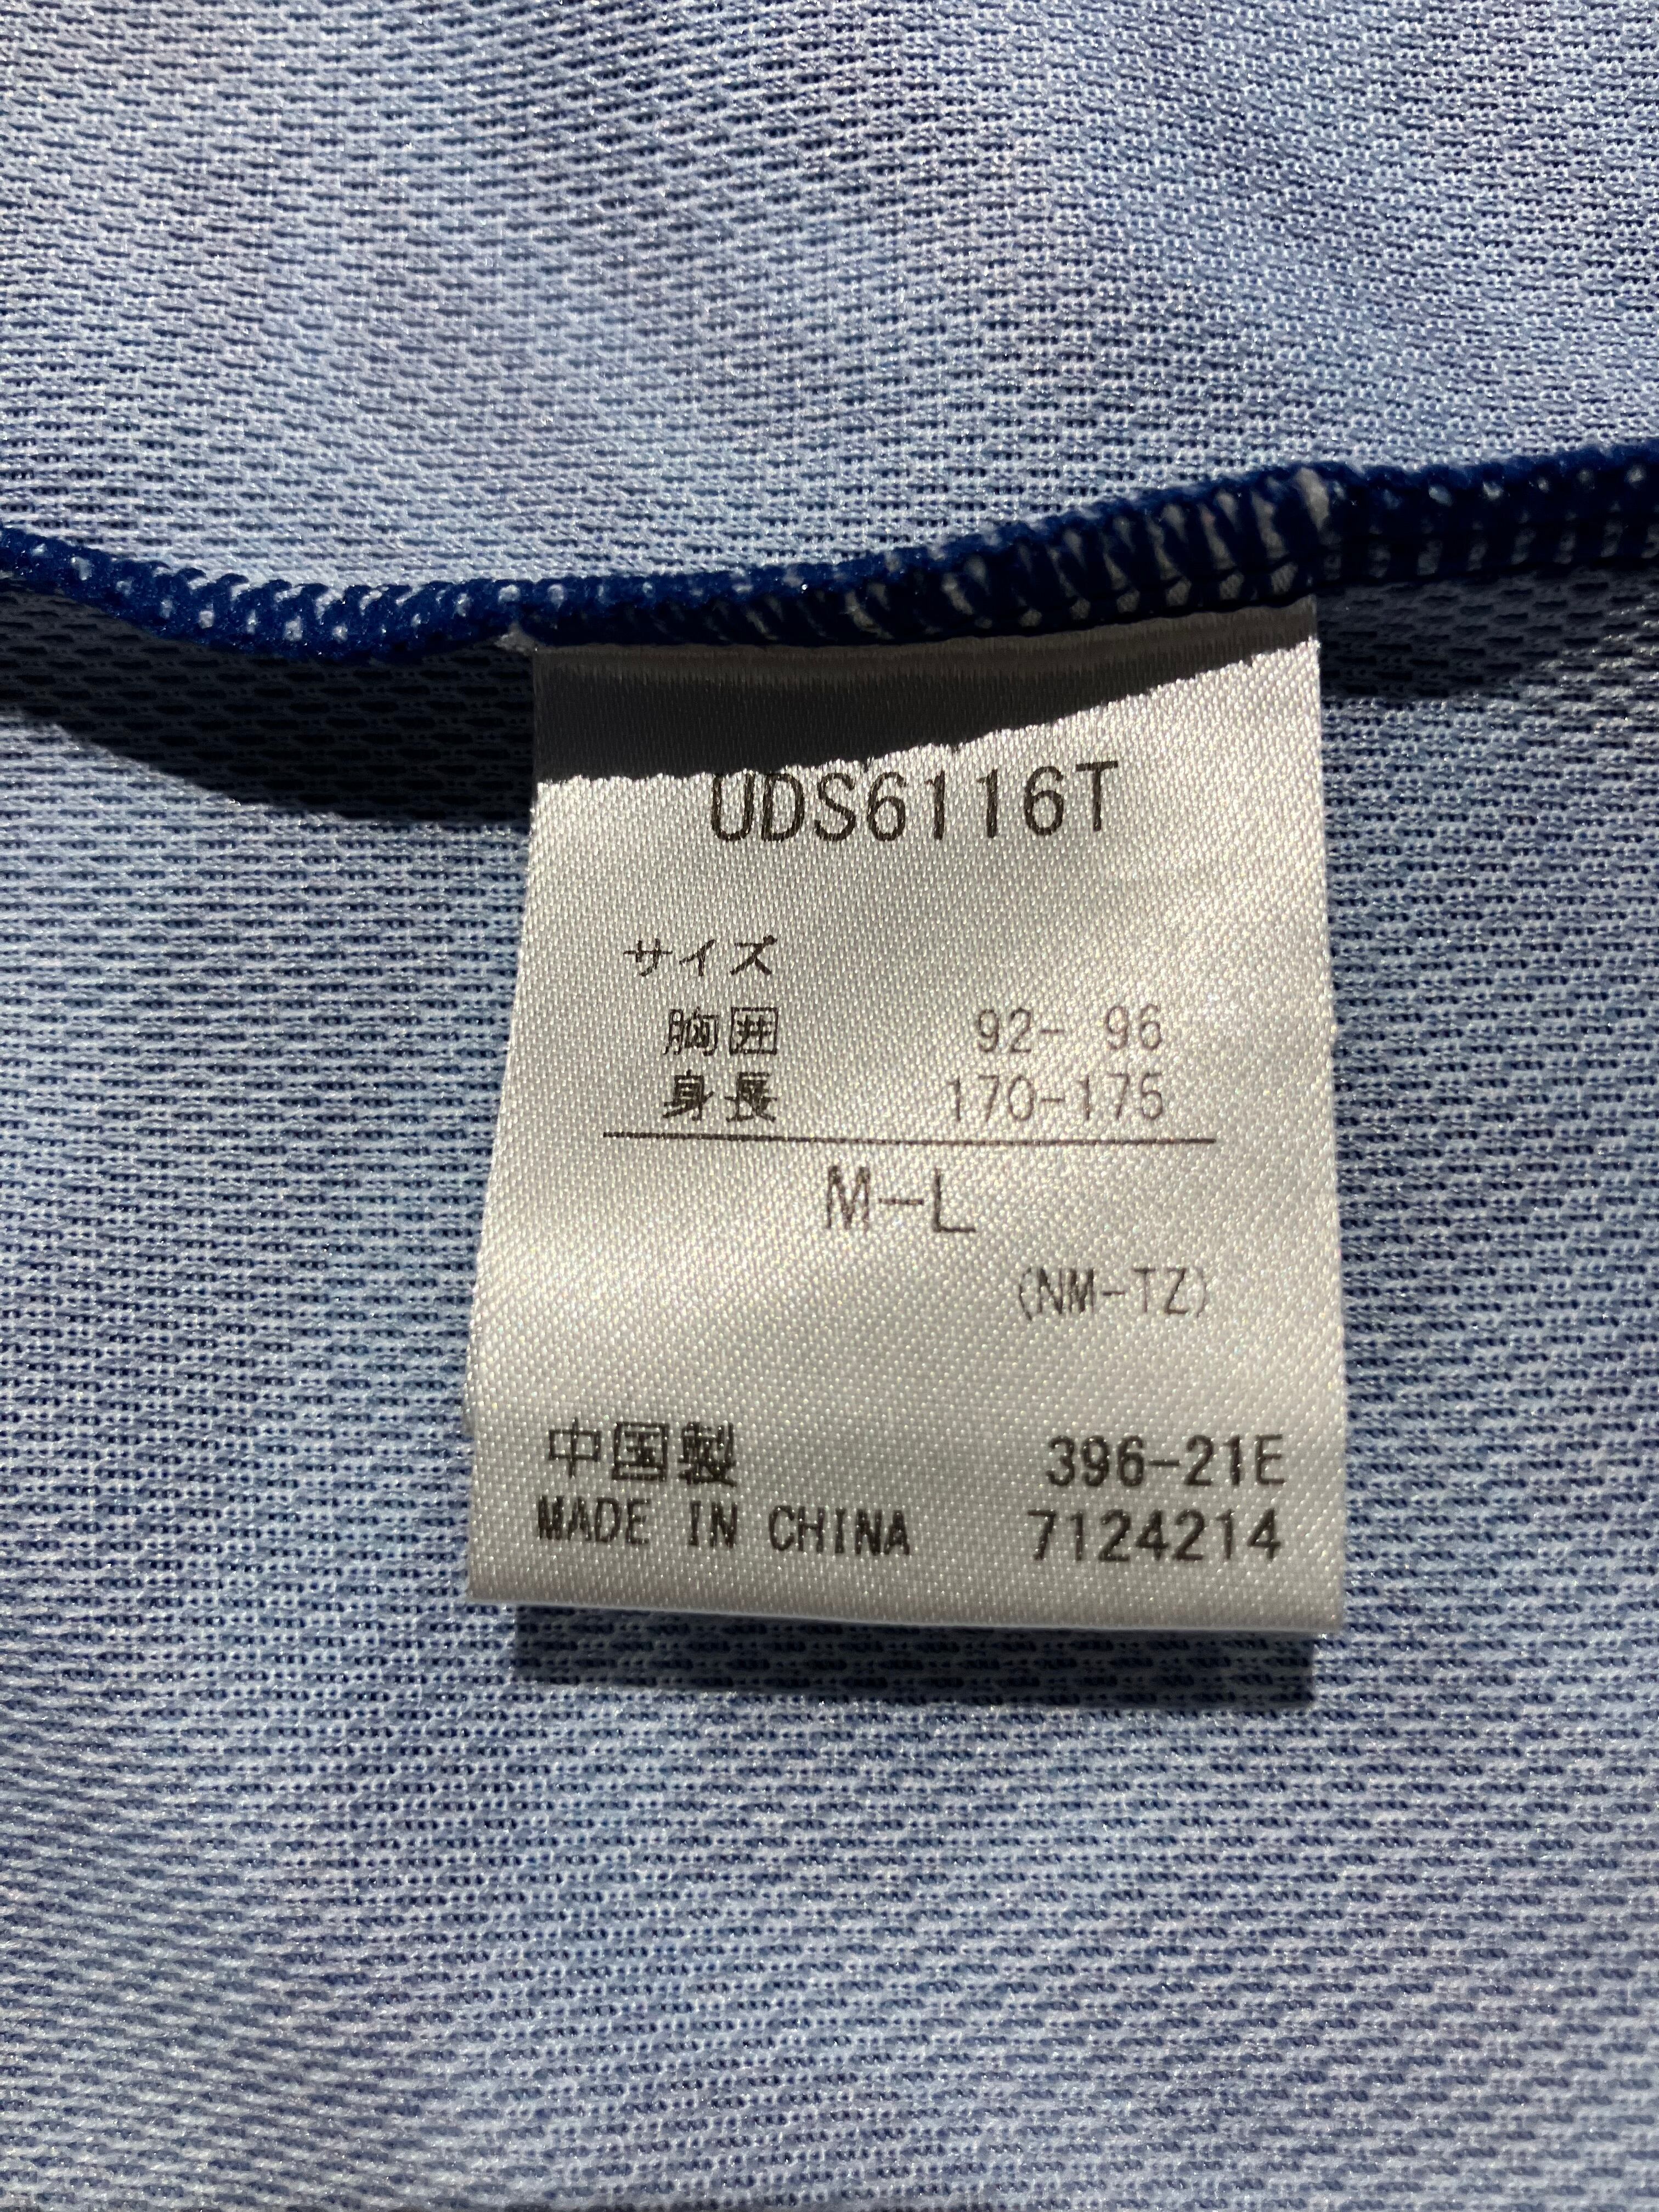 UDS6116T
サイズ
胸囲 92- 96
身長 170-175
M-L
(NM-TZ)
中国製 396-21E
MADE IN CHINA 7124214